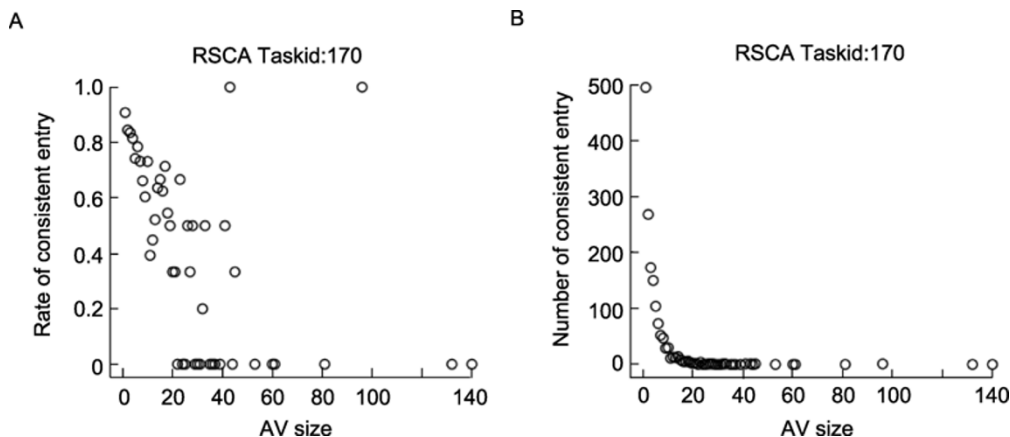 A
RSCA Taskid:170
Rate of consistent entry
1.0
0.8
0.6
0.4
0.2
0
0 20 40 60 80 100 140
AV size
B
RSCA Taskid:170
Number of consistent entry
500
400
300
200
100
0
0 20 40 60 80 100 140
AV size